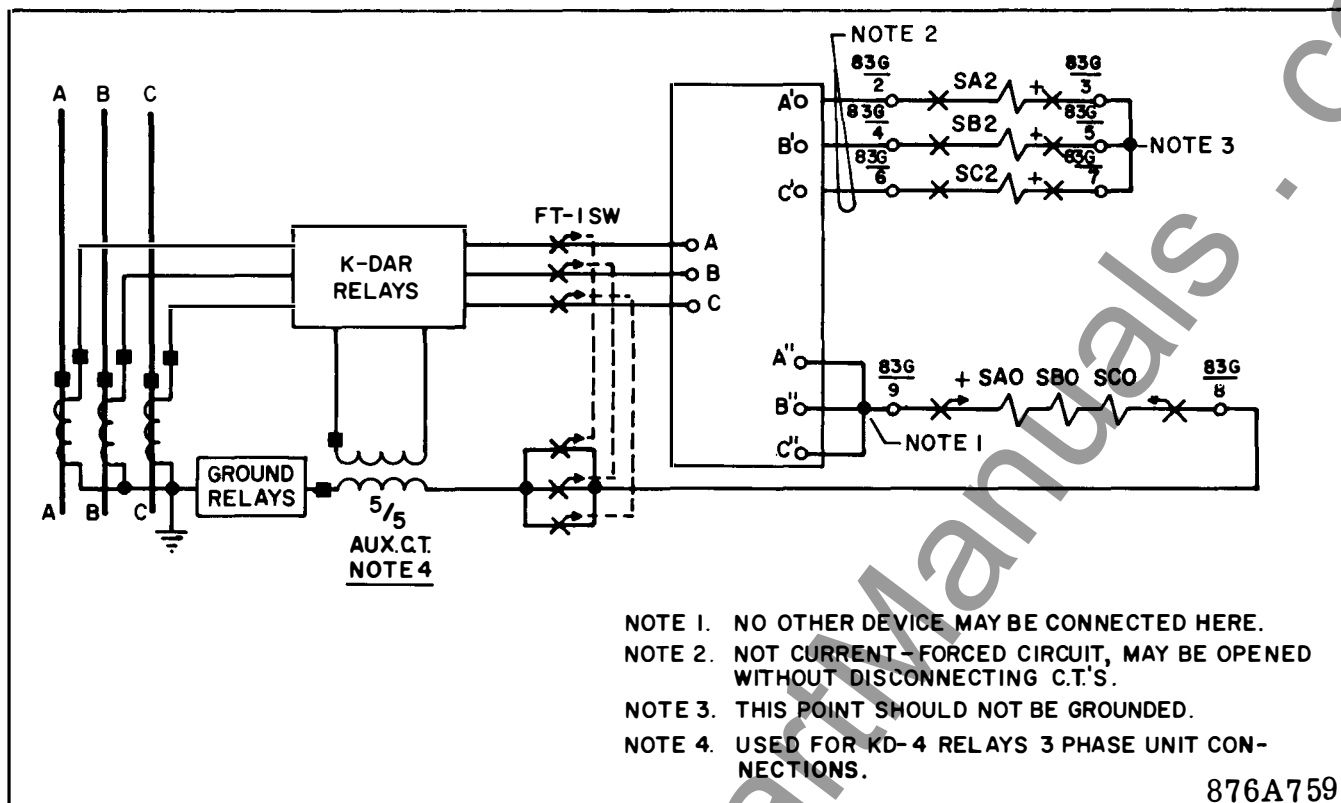 NOTE 2
83G
2
SA2
+
83G
3
A
B
C
A'
83G
4
SB2
+
83G
5
B'
NOTE 3
83G
6
SC2
+
83G
7
C'
FT-1 SW
A
K-DAR
RELAYS
B
C
A"
83G
9
+ SAO SBO SCO
83G
8
B"
NOTE 1
C"
GROUND
RELAYS
A
B
C
5/5
AUX.C.T.
NOTE 4
NOTE 1. NO OTHER DEVICE MAY BE CONNECTED HERE.
NOTE 2. NOT CURRENT-FORCED CIRCUIT, MAY BE OPENED
WITHOUT DISCONNECTING C.T.'S.
NOTE 3. THIS POINT SHOULD NOT BE GROUNDED.
NOTE 4. USED FOR KD-4 RELAYS 3 PHASE UNIT CON-
NECTIONS.
876A759